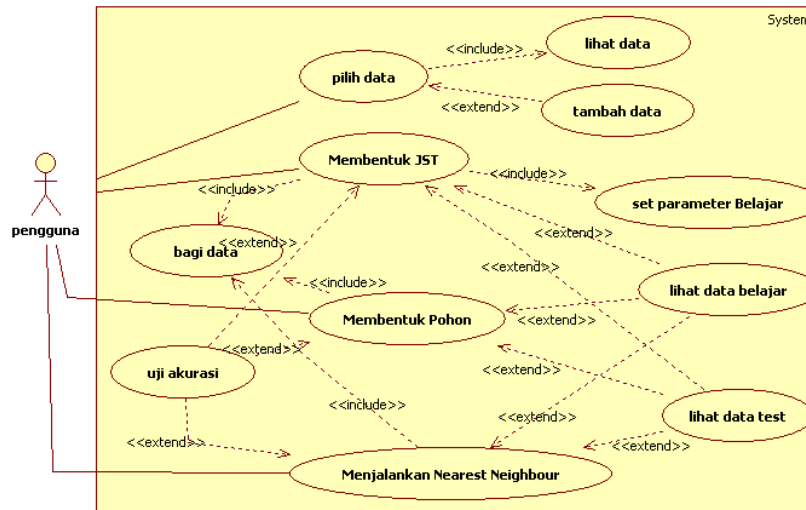 System
lihat data
<<include>>
pilih data
<<extend>>
tambah data
Membentuk JST
<<include>>
<<include>>
set parameter Belajar
pengguna
<<extend>>
bagi data
<<extend>>
<<extend>>
<<include>>
lihat data belajar
Membentuk Pohon
<<extend>>
<<extend>>
uji akurasi
<<extend>>
<<include>>
lihat data test
<<extend>>
<<extend>>
Menjalankan Nearest Neighbour